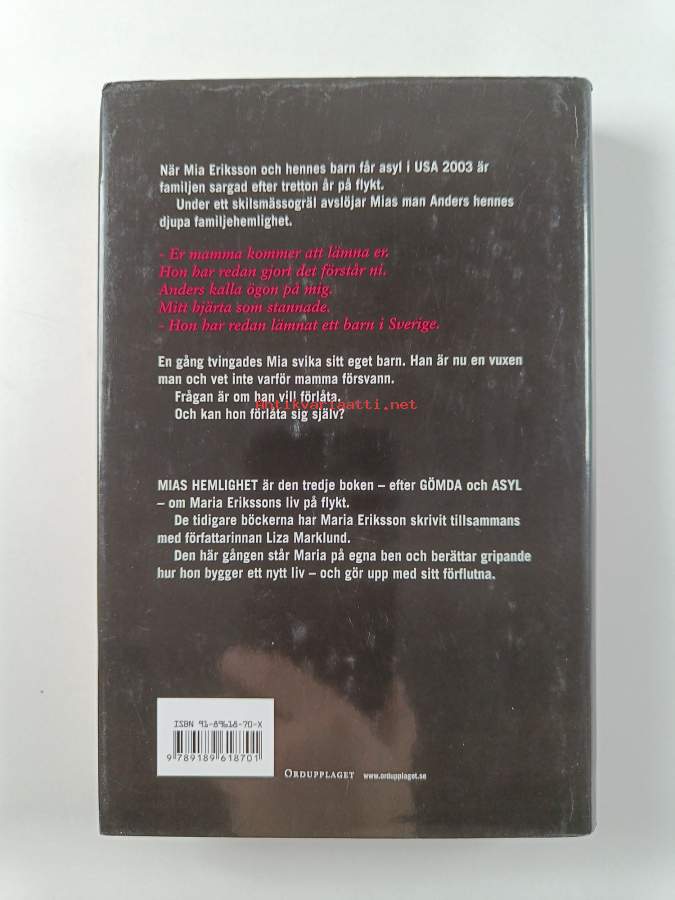 När Mia Eriksson och hennes barn får asyl i USA 2003 är
familjen sargad efter tretton år på flykt.
Under ett skilsmässogräl avslöjar Mias man Anders hennes
djupa familjehemlighet.
- Er mamma kommer att lämna er.
Hon har redan gjort det förstår ni.
Anders kalla ögon på mig.
Mitt hjärta som stannade.
- Hon har redan lämnat ett barn i Sverige.
En gång tvingades Mia svika sitt eget barn. Han är nu en vuxen
man och vet inte varför mamma försvann.
Frågan är om han vill förlåta.
Antikvariaatti.net
Och kan hon förlåta sig själv?
MIAS HEMLIGHET är den tredje boken – efter GÖMDA och ASYL
– om Maria Erikssons liv på flykt.
De tidigare böckerna har Maria Eriksson skrivit tillsammans
med författarinnan Liza Marklund.
Den här gången står Maria på egna ben och berättar gripande
hur hon bygger ett nytt liv – och gör upp med sitt förflutna.
ISBN 91-89618-70-X
9 789189 618701
ORDUPPLAGET www.ordupplaget.se